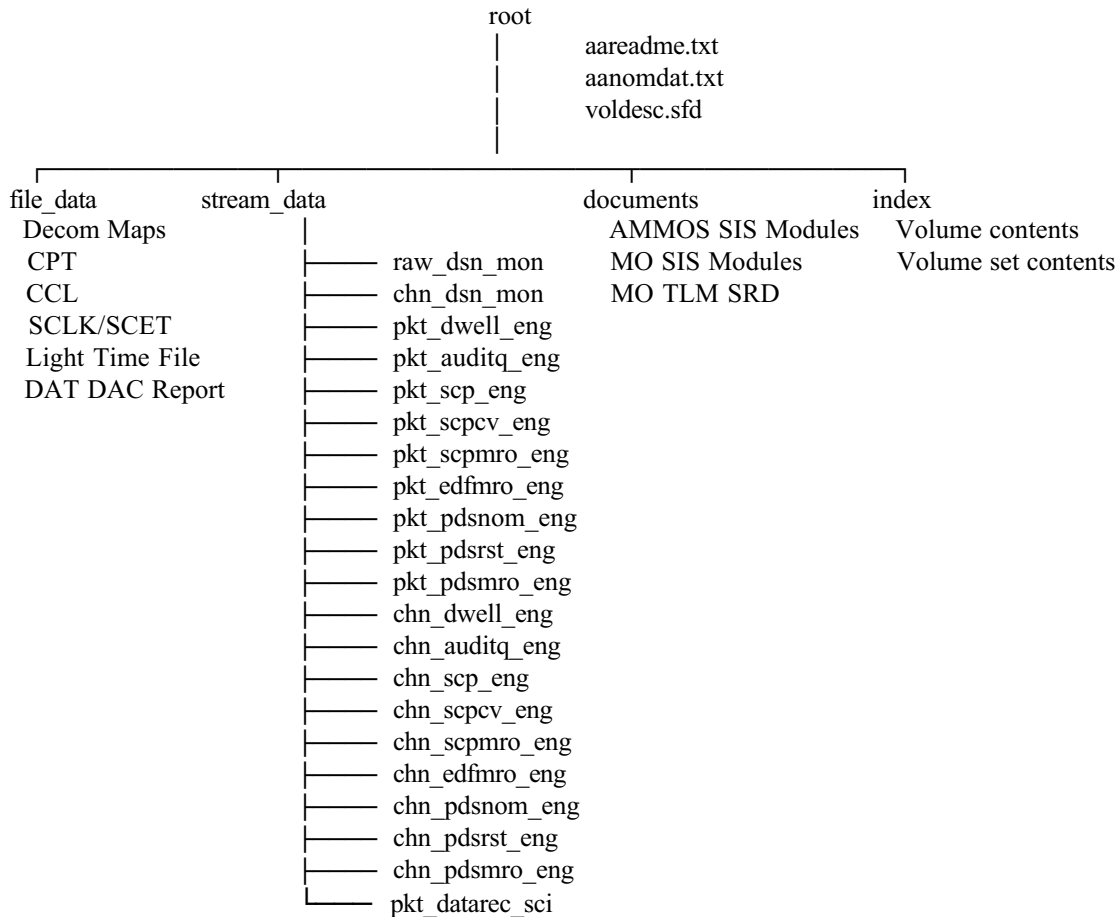 root
aareadme.txt
aanomdat.txt
voldesc.sfd
file_data stream_data documents index
Decom Maps AMMOS SIS Modules Volume contents
CPT raw_dsn_mon MO SIS Modules Volume set contents
CCL chn_dsn_mon MO TLM SRD
SCLK/SCET pkt_dwell_eng
Light Time File pkt_auditq_eng
DAT DAC Report pkt_scp_eng
pkt_scpcv_eng
pkt_scpmro_eng
pkt_edfmro_eng
pkt_pdsnom_eng
pkt_pdsrst_eng
pkt_pdsmro_eng
chn_dwell_eng
chn_auditq_eng
chn_scp_eng
chn_scpcv_eng
chn_scpmro_eng
chn_edfmro_eng
chn_pdsnom_eng
chn_pdsrst_eng
chn_pdsmro_eng
pkt_datarec_sci